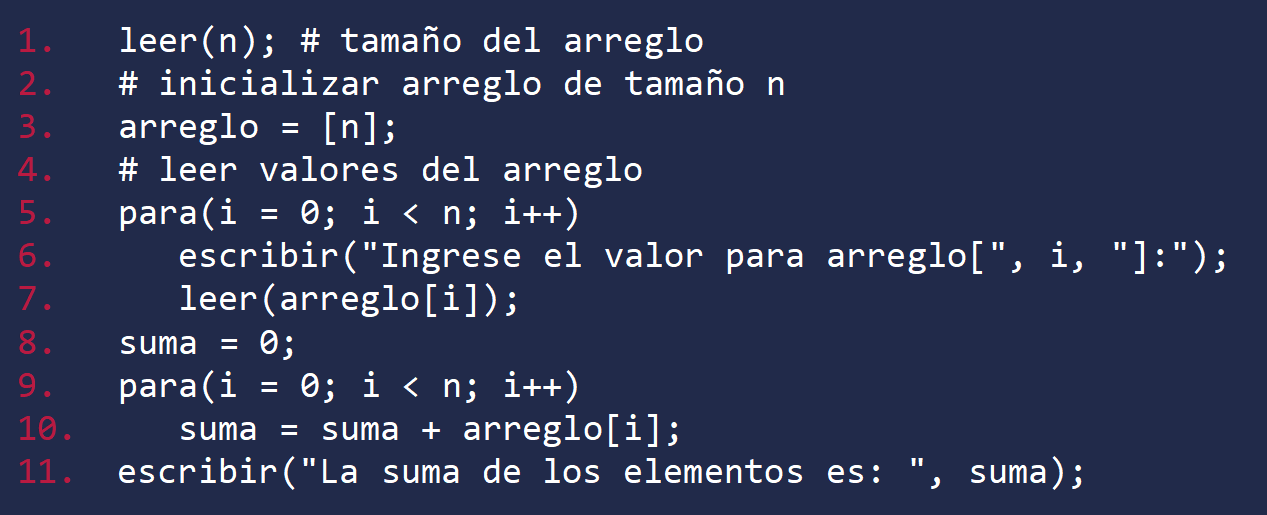 1. leer(n); # tamaño del arreglo
2. # inicializar arreglo de tamaño n
3. arreglo = [n];
4. # leer valores del arreglo
5. para(i = 0; i < n; i++)
6. escribir("Ingrese el valor para arreglo[", i, "]:");
7. leer(arreglo[i]);
8. suma = 0;
9. para(i = 0; i < n; i++)
10. suma = suma + arreglo[i];
11. escribir("La suma de los elementos es: ", suma);